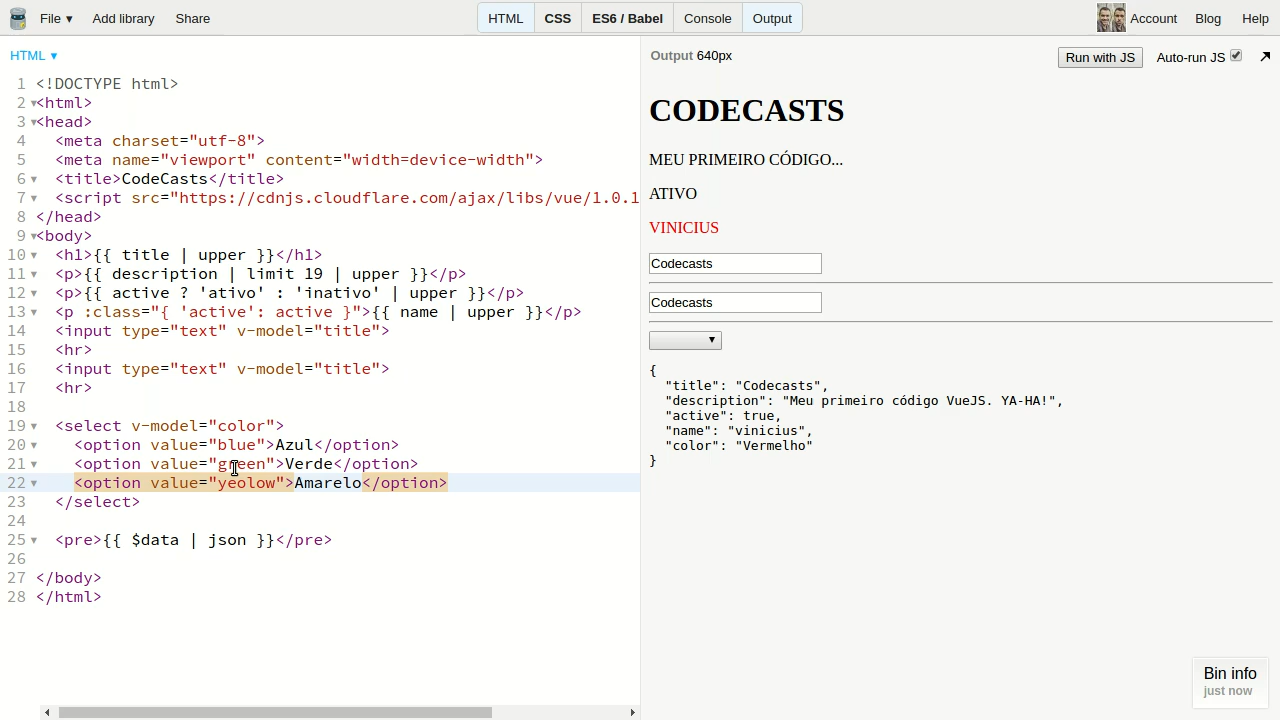 File ▾ Add library Share HTML CSS ES6 / Babel Console Output Account Blog Help
HTML ▾
Output 640px Run with JS Auto-run JS
1 <!DOCTYPE html>
2 <html>
3 <head>
4 <meta charset="utf-8">
5 <meta name="viewport" content="width=device-width">
6 <title>CodeCasts</title>
7 <script src="https://cdnjs.cloudflare.com/ajax/libs/vue/1.0.1
8 </head>
9 <body>
10 <h1>{{ title | upper }}</h1>
11 <p>{{ description | limit 19 | upper }}</p>
12 <p>{{ active ? 'ativo' : 'inativo' | upper }}</p>
13 <p :class="{ 'active': active }">{{ name | upper }}</p>
14 <input type="text" v-model="title">
15 <hr>
16 <input type="text" v-model="title">
17 <hr>
18
19 <select v-model="color">
20 <option value="blue">Azul</option>
21 <option value="green">Verde</option>
22 <option value="yeolow">Amarelo</option>
23 </select>
24
25 <pre>{{ $data | json }}</pre>
26
27 </body>
28 </html>
CODECASTS
MEU PRIMEIRO CÓDIGO...
ATIVO
VINICIUS
Codecasts
Codecasts
{
"title": "Codecasts",
"description": "Meu primeiro código VueJS. YA-HA!",
"active": true,
"name": "vinicius",
"color": "Vermelho"
}
Bin info
just now